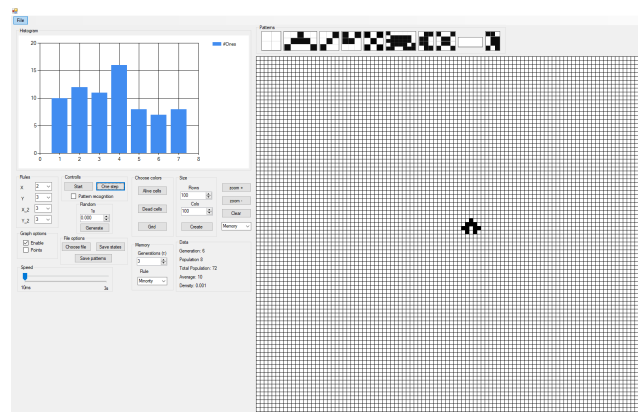 File
Histogram
#Ones
20
15
10
5
0
0 1 2 3 4 5 6 7 8
Patterns
Rules
X 2
Y 3
X_2 3
Y_2 3
Controls
Start One step
Pattern recognition
Random
%
0.000
Generate
Choose colors
Alive cells
Dead cells
Grid
Size
Rows
100
Cols
100
Create
zoom +
zoom -
Clear
Memory
Graph options
Enable
Points
File options
Choose file Save states
Save patterns
Memory
Generations (t)
3
Rule
Minority
Data
Generation: 6
Population 8
Total Population: 72
Average: 10
Density: 0.001
Speed
10ms 3s